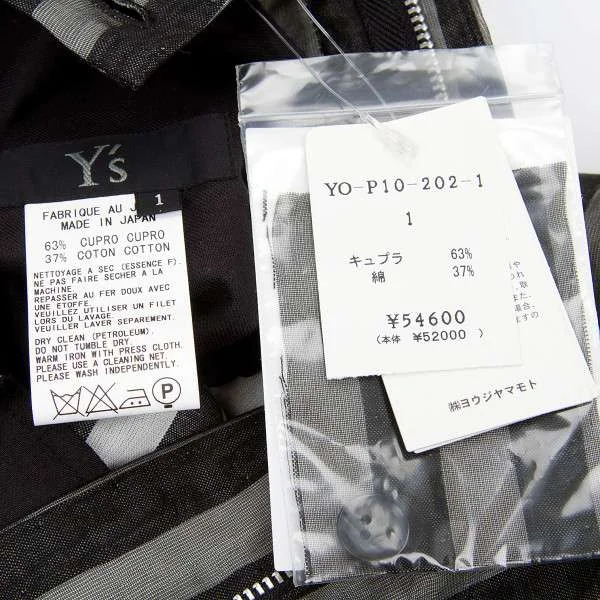 Y's
1
FABRIQUE AU J
MADE IN JAPAN
63% CUPRO CUPRO
37% COTON COTTON
NETTOYAGE A SEC (ESSENCE F).
NE PAS FAIRE SECHER A LA
MACHINE.
REPASSER AU FER DOUX AVEC
UNE ETOFFE.
VEUILLEZ UTILISER UN FILET
LORS DU LAVAGE.
VEUILLER LAVER SEPAREMENT.
DRY CLEAN (PETROLEUM).
DO NOT TUMBLE DRY.
WARM IRON WITH PRESS CLOTH.
PLEASE USE A CLEANING NET.
PLEASE WASH INDEPENDENTLY.
P
YO-P10-202-1
1
キュプラ 63%
綿 37%
¥54600
(本体 ¥52000)
㈱ヨウジヤマモト